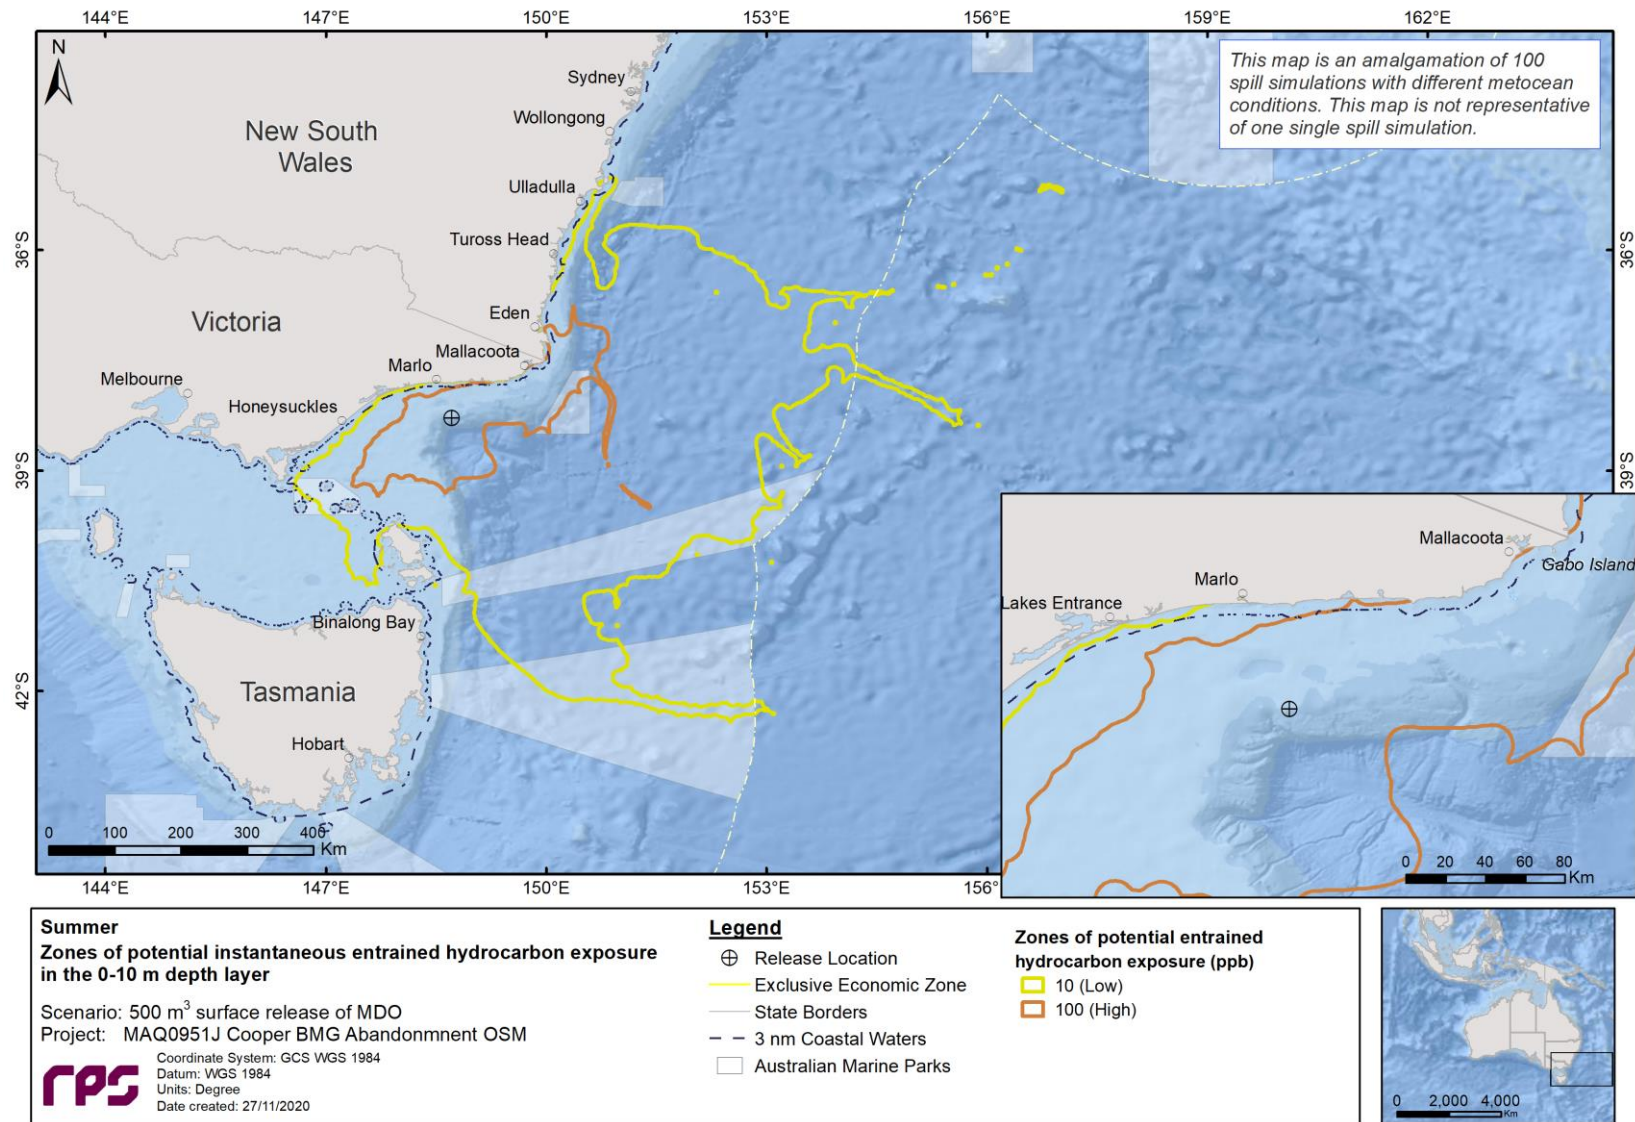 144°E 147°E 150°E 153°E 156°E 159°E 162°E
N
This map is an amalgamation of 100
spill simulations with different metocean
conditions. This map is not representative
of one single spill simulation.
Sydney
Wollongong
New South
Wales
Ulladulla
Tuross Head
36°S
36°S
Eden
Victoria
Mallacoota
Marlo
Melbourne
Honeysuckles
39°S
39°S
Binalong Bay
Tasmania
42°S
Hobart
0 100 200 300 400
Km
144°E 147°E 150°E 153°E 156°E
Mallacoota
Gabo Island
Marlo
Lakes Entrance
0 20 40 60 80
Km
Summer
Zones of potential instantaneous entrained hydrocarbon exposure
in the 0-10 m depth layer
Scenario: 500 m³ surface release of MDO
Project: MAQ0951J Cooper BMG Abandonmnent OSM
rps
Coordinate System: GCS WGS 1984
Datum: WGS 1984
Units: Degree
Date created: 27/11/2020
Legend
Release Location
Exclusive Economic Zone
State Borders
3 nm Coastal Waters
Australian Marine Parks
Zones of potential entrained
hydrocarbon exposure (ppb)
10 (Low)
100 (High)
0 2,000 4,000
Km